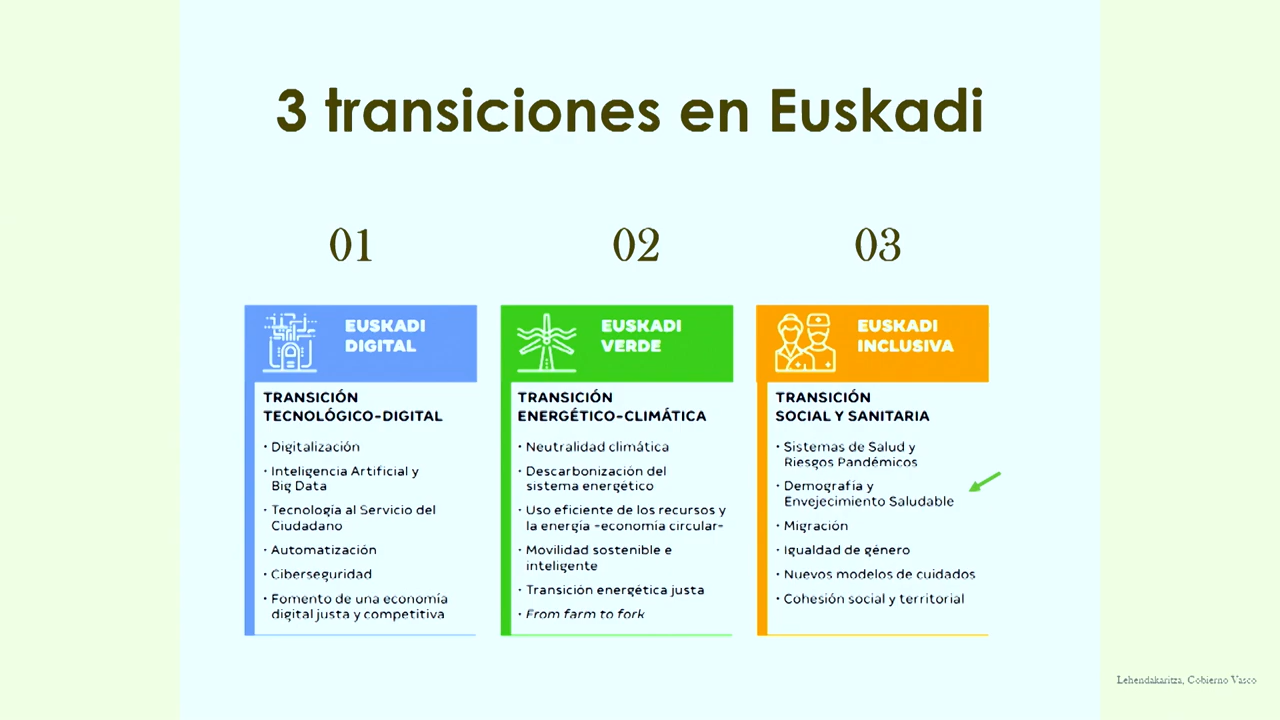 3 transiciones en Euskadi
01
EUSKADI
DIGITAL
TRANSICIÓN
TECNOLÓGICO-DIGITAL
· Digitalización
· Inteligencia Artificial y
Big Data
· Tecnología al Servicio del
Ciudadano
· Automatización
· Ciberseguridad
· Fomento de una economía
digital justa y competitiva
02
EUSKADI
VERDE
TRANSICIÓN
ENERGÉTICO-CLIMÁTICA
· Neutralidad climática
· Descarbonización del
sistema energético
· Uso eficiente de los recursos y
la energía -economía circular-
· Movilidad sostenible e
inteligente
· Transición energética justa
· From farm to fork
03
EUSKADI
INCLUSIVA
TRANSICIÓN
SOCIAL Y SANITARIA
· Sistemas de Salud y
Riesgos Pandémicos
· Demografía y
Envejecimiento Saludable
· Migración
· Igualdad de género
· Nuevos modelos de cuidados
· Cohesión social y territorial
Lehendakaritza, Gobierno Vasco